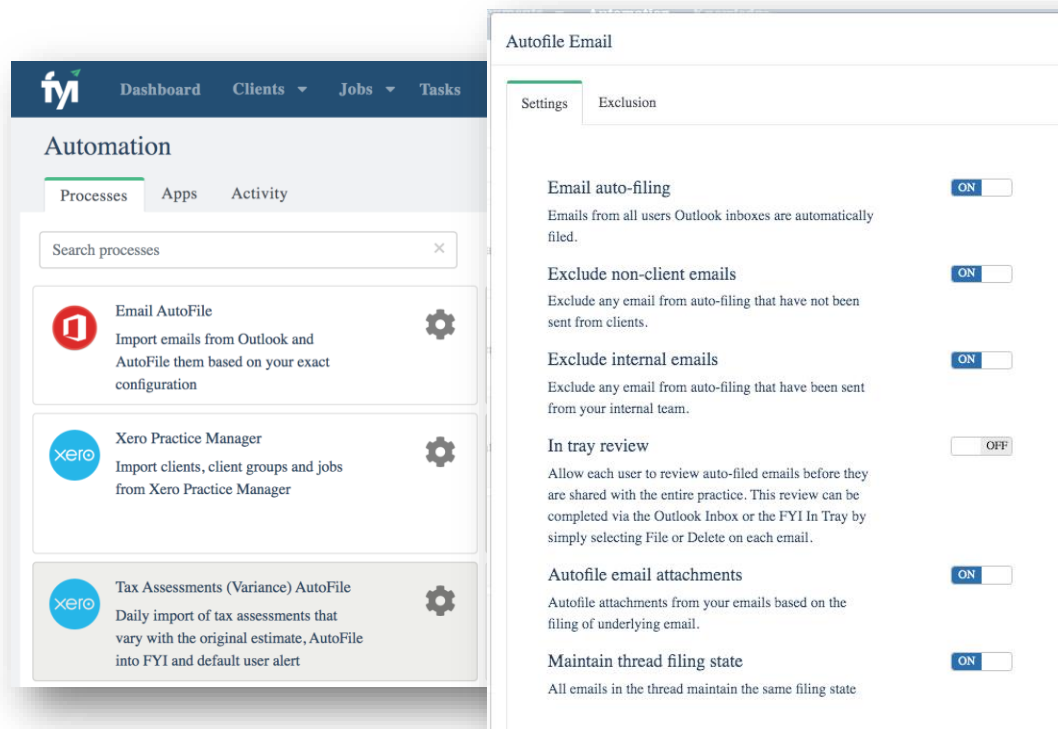 fyi
Dashboard Clients Jobs Tasks
Automation
Processes Apps Activity
Search processes
Email AutoFile
Import emails from Outlook and
AutoFile them based on your exact
configuration
xero
Xero Practice Manager
Import clients, client groups and jobs
from Xero Practice Manager
xero
Tax Assessments (Variance) AutoFile
Daily import of tax assessments that
vary with the original estimate, AutoFile
into FYI and default user alert
Autofile Email
Settings Exclusion
Email auto-filing ON
Emails from all users Outlook inboxes are automatically
filed.
Exclude non-client emails ON
Exclude any email from auto-filing that have not been
sent from clients.
Exclude internal emails ON
Exclude any email from auto-filing that have been sent
from your internal team.
In tray review OFF
Allow each user to review auto-filed emails before they
are shared with the entire practice. This review can be
completed via the Outlook Inbox or the FYI In Tray by
simply selecting File or Delete on each email.
Autofile email attachments ON
Autofile attachments from your emails based on the
filing of underlying email.
Maintain thread filing state ON
All emails in the thread maintain the same filing state